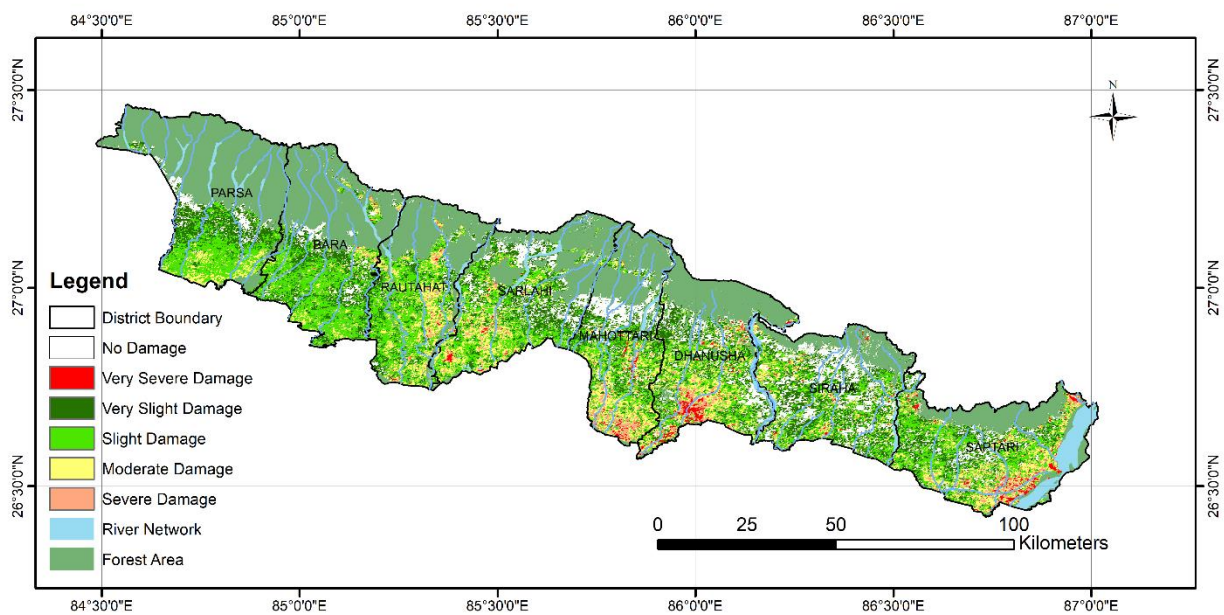 84°30'0"E 85°0'0"E 85°30'0"E 86°0'0"E 86°30'0"E 87°0'0"E
27°30'0"N 27°30'0"N
N
PARSA
BARA
RAUTAHAT
SARLAHI
MAHOTTARI
DHANUSHA
SIRAHA
SAPTARI
27°0'0"N 27°0'0"N
Legend
District Boundary
No Damage
Very Severe Damage
Very Slight Damage
Slight Damage
Moderate Damage
Severe Damage
River Network
Forest Area
26°30'0"N 26°30'0"N
0 25 50 100
Kilometers
84°30'0"E 85°0'0"E 85°30'0"E 86°0'0"E 86°30'0"E 87°0'0"E